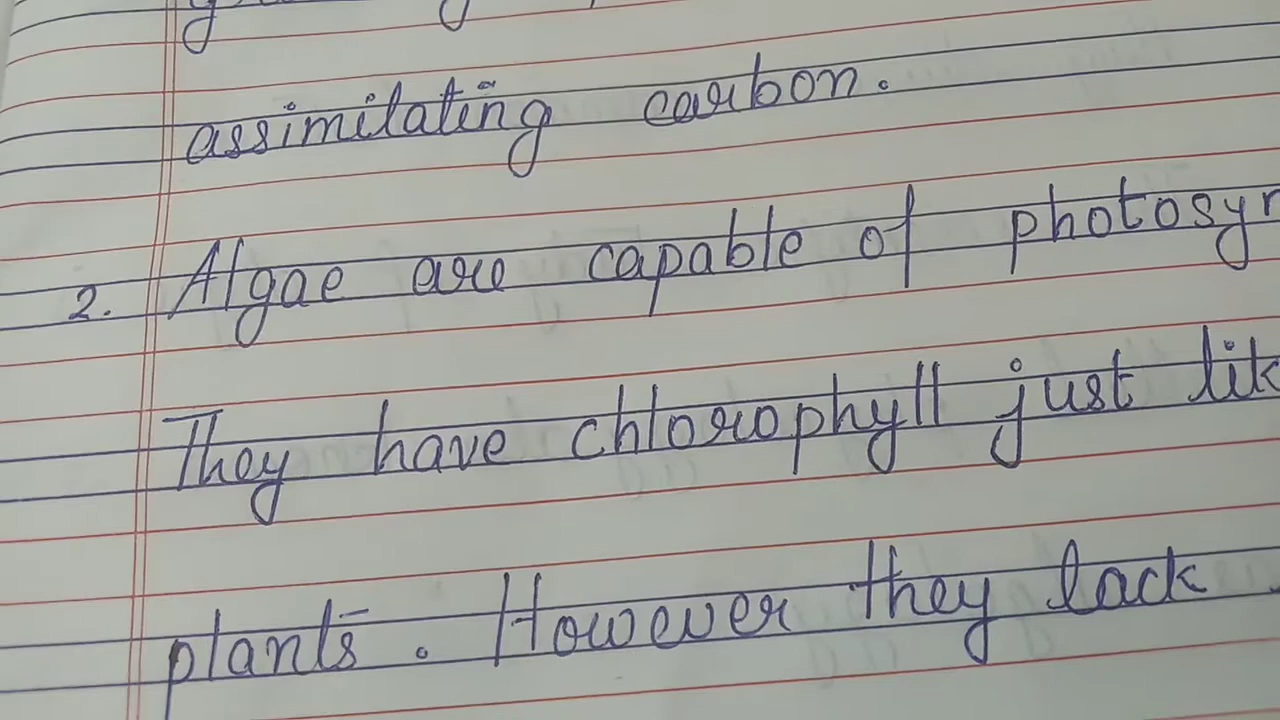 assimilating carbon.
2. Algae are capable of photosyn
They have chlorophyll just lik
plants. However they lack